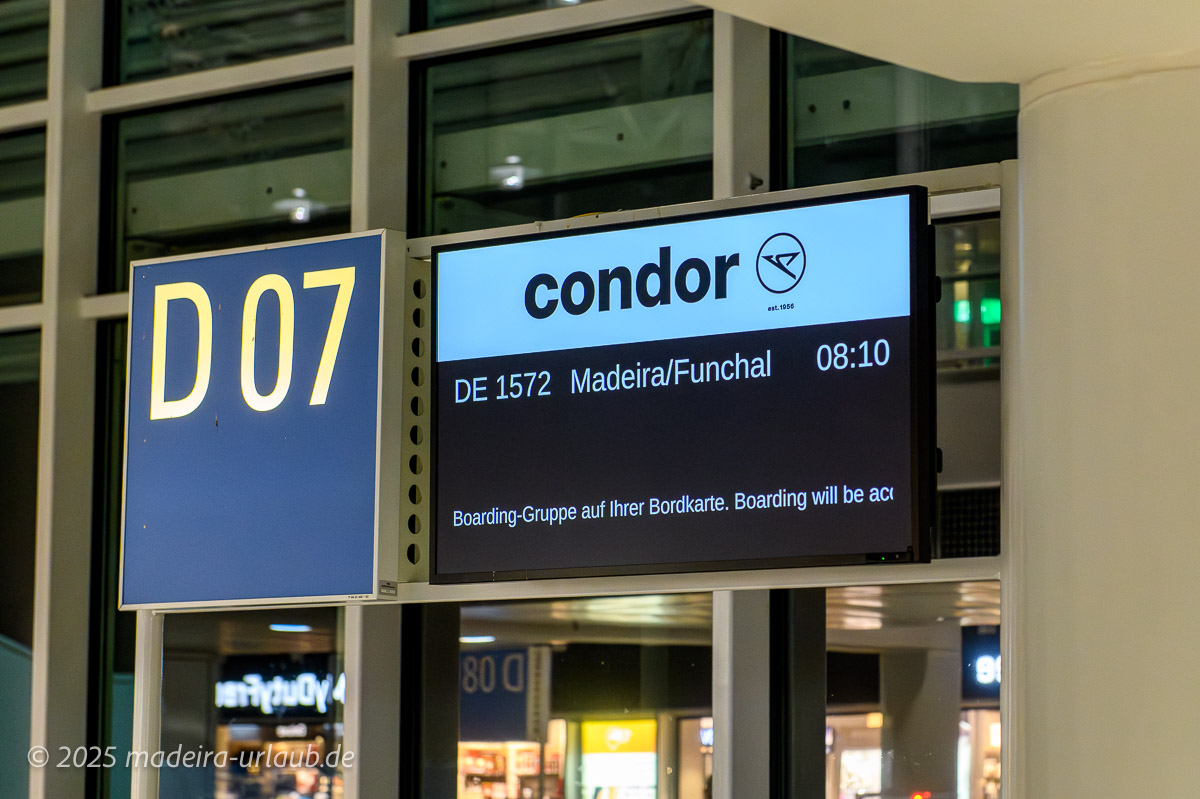 D 07
condor
est.1956
DE 1572 Madeira/Funchal 08:10
Boarding-Gruppe auf Ihrer Bordkarte. Boarding will be acc
D 08
MyDutyFree
© 2025 madeira-urlaub.de